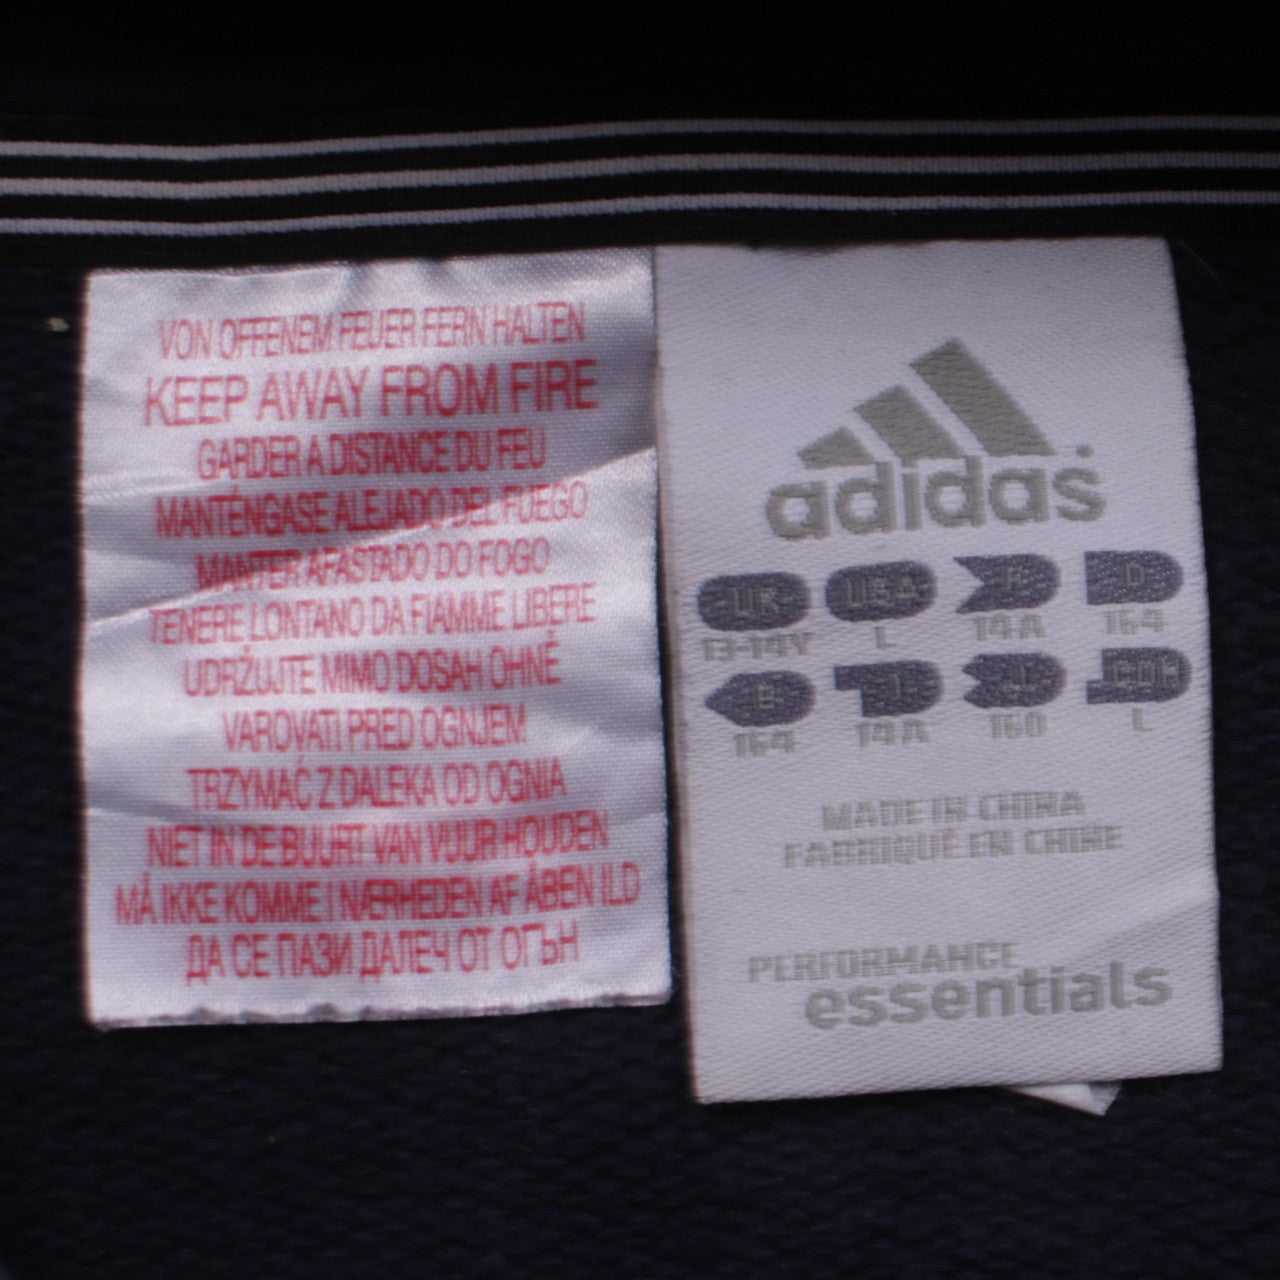 VON OFFENEM FEUER FERN HALTEN
KEEP AWAY FROM FIRE
GARDER A DISTANCE DU FEU
MANTÉNGASE ALEJADO DEL FUEGO
MANTER AFASTADO DO FOGO
TENERE LONTANO DA FIAMME LIBERE
UDRŽUJTE MIMO DOSAH OHNĚ
VAROVATI PRED OGNJEM
TRZYMAĆ Z DALEKA OD OGNIA
NIET IN DE BUURT VAN VUUR HOUDEN
MÅ IKKE KOMME I NÆRHEDEN AF ÅBEN ILD
ДА СЕ ПАЗИ ДАЛЕЧ ОТ ОГЪН
adidas
UK USA F D
13-14Y L 14A 164
E I J CDN
164 14A 160 L
MADE IN CHINA
FABRIQUÉ EN CHINE
PERFORMANCE
essentials